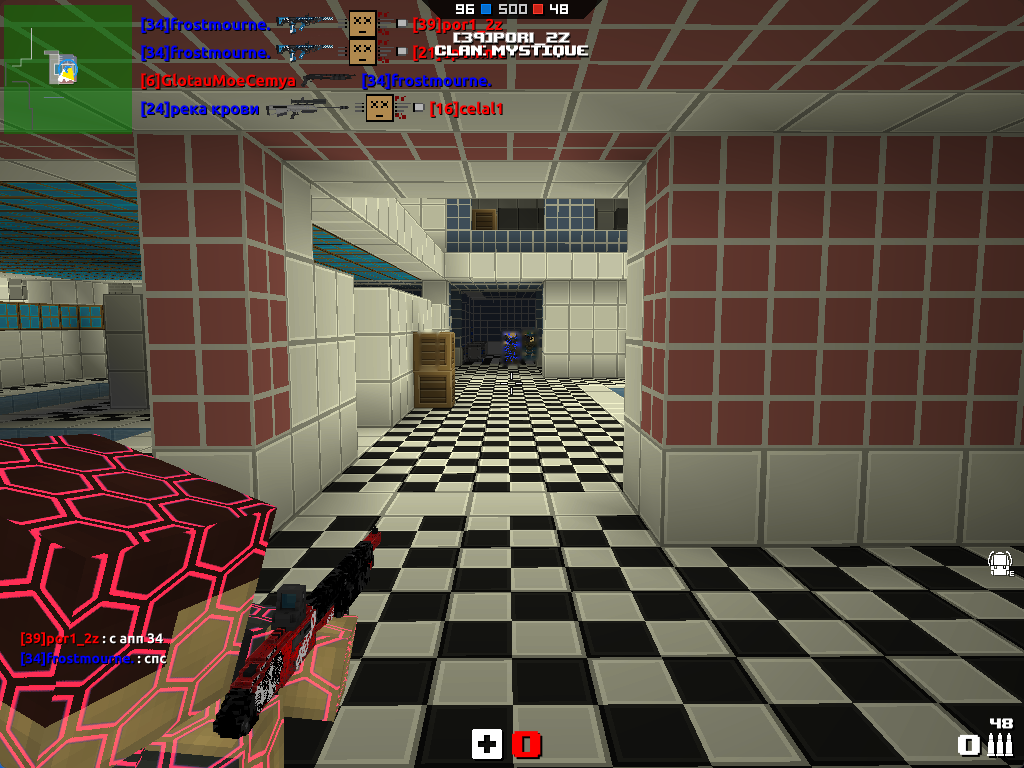 96 500 48
[34]frostmourne. [39]por1_2z
[39]POR1_2Z
[34]frostmourne.
CLAN: MYSTIQUE
[6]GlotauMoeCemya [34]frostmourne.
[24]река крови [16]celal1
[39]por1_2z : с апп 34
[34]frostmourne. : спс
0
48
0